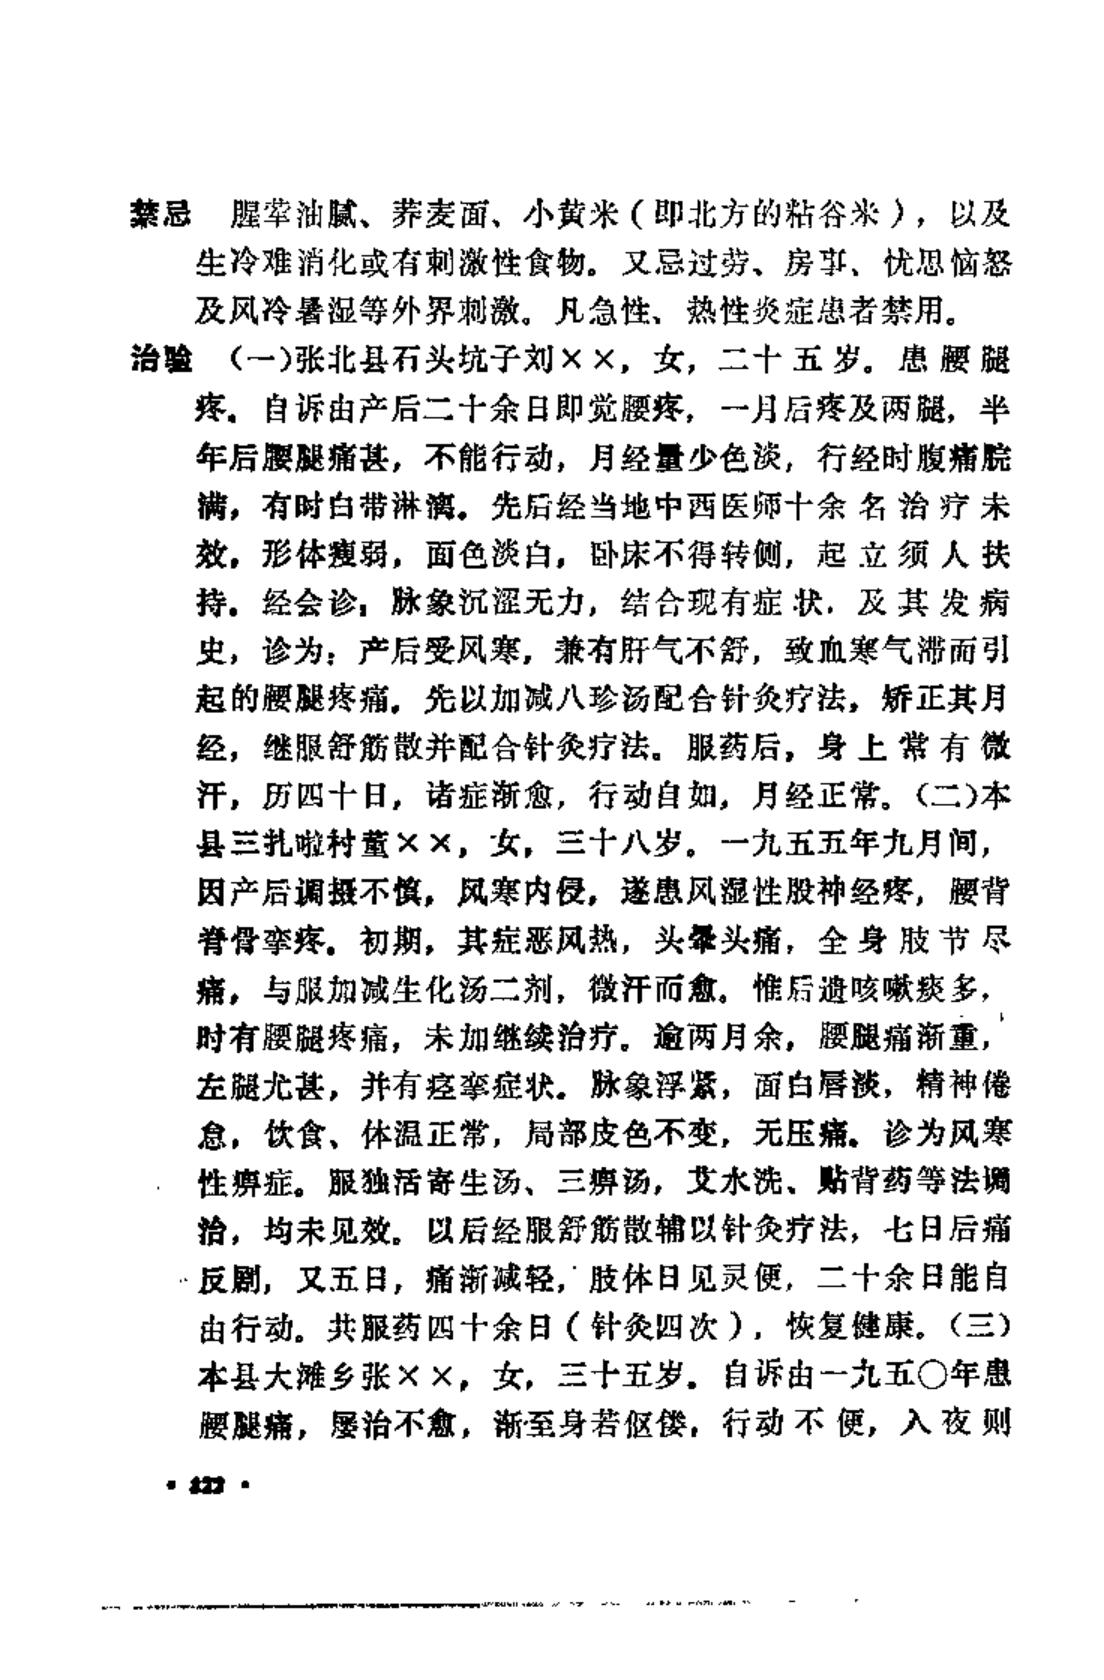 禁忌 腥荤油腻、荞麦面、小黄米（即北方的粘谷米），以及
生冷难消化或有刺激性食物。又忌过劳、房事、忧思恼怒
及风冷暑湿等外界刺激。凡急性、热性炎症患者禁用。
治验 （一）张北县石头坑子刘××，女，二十五岁。患腰腿
疼。自诉由产后二十余日即觉腰疼，一月后疼及两腿，半
年后腰腿痛甚，不能行动，月经量少色淡，行经时腹痛脘
满，有时白带淋漓。先后经当地中西医师十余名治疗未
效。形体瘦弱，面色淡白，卧床不得转侧，起立须人扶
持。经会诊：脉象沉涩无力，结合现有症状，及其发病
史，诊为：产后受风寒，兼有肝气不舒，致血寒气滞而引
起的腰腿疼痛。先以加减八珍汤配合针灸疗法，矫正其月
经，继服舒筋散并配合针灸疗法。服药后，身上常有微
汗，历四十日，诸症渐愈，行动自如，月经正常。（二）本
县三扎啦村董××，女，三十八岁。一九五五年九月间，
因产后调摄不慎，风寒内侵，遂患风湿性股神经疼，腰背
脊骨挛疼。初期，其症恶风热，头晕头痛，全身肢节尽
痛，与服加减生化汤二剂，微汗而愈。惟后遗咳嗽痰多，
时有腰腿疼痛，未加继续治疗。逾两月余，腰腿痛渐重，
左腿尤甚，并有痉挛症状。脉象浮紧，面白唇淡，精神倦
怠，饮食、体温正常，局部皮色不变，无压痛。诊为风寒
性痹症。服独活寄生汤、三痹汤，艾水洗、贴背药等法调
治，均未见效。以后经服舒筋散辅以针灸疗法，七日后痛
反剧，又五日，痛渐减轻，肢体日见灵便，二十余日能自
由行动。共服药四十余日（针灸四次），恢复健康。（三）
本县大滩乡张××，女，三十五岁。自诉由一九五〇年患
腰腿痛，屡治不愈，渐至身若伛偻，行动不便，入夜则